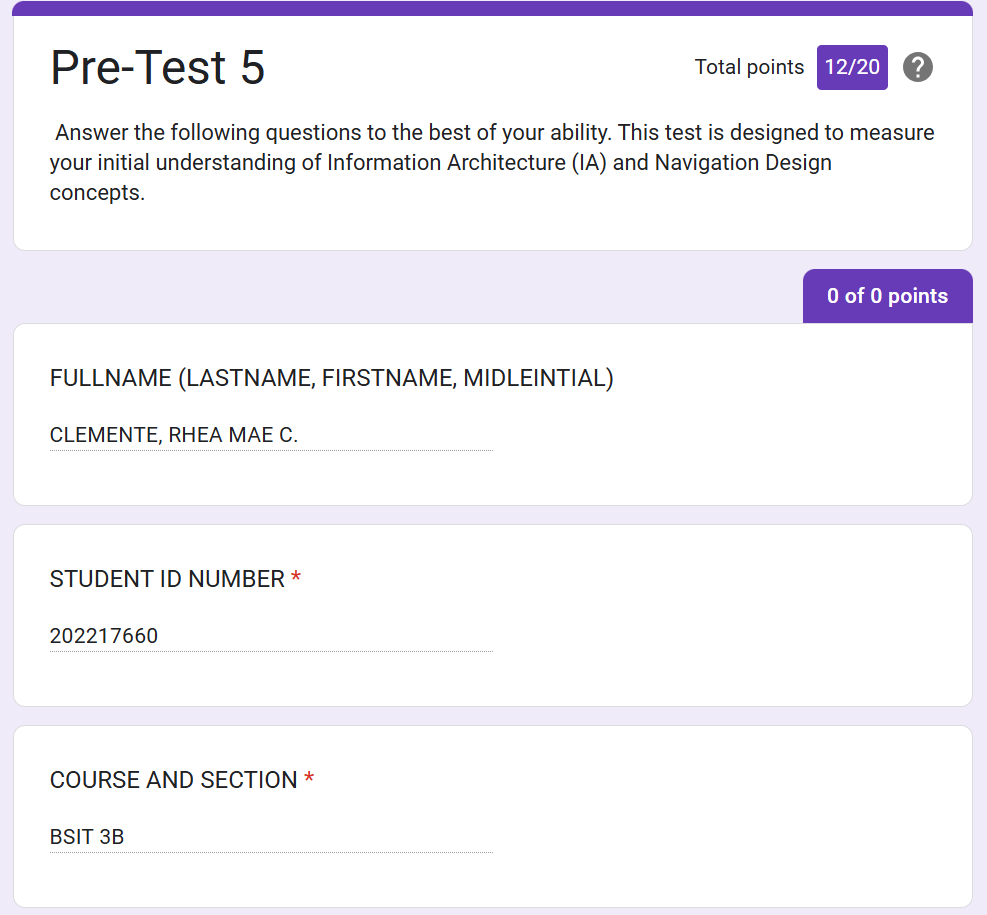 Pre-Test 5
Total points 12/20 ?
Answer the following questions to the best of your ability. This test is designed to measure
your initial understanding of Information Architecture (IA) and Navigation Design
concepts.
0 of 0 points
FULLNAME (LASTNAME, FIRSTNAME, MIDLEINTIAL)
CLEMENTE, RHEA MAE C.
STUDENT ID NUMBER *
202217660
COURSE AND SECTION *
BSIT 3B